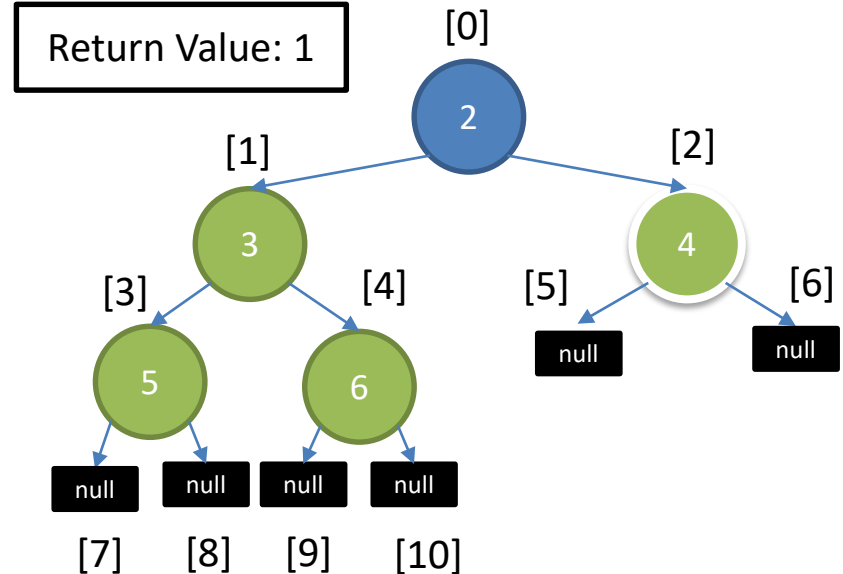 Return Value: 1
[0]
2
[1]
[2]
3
4
[3]
[4]
[5]
[6]
5
6
null
null
null
null
null
null
[7]
[8]
[9]
[10]